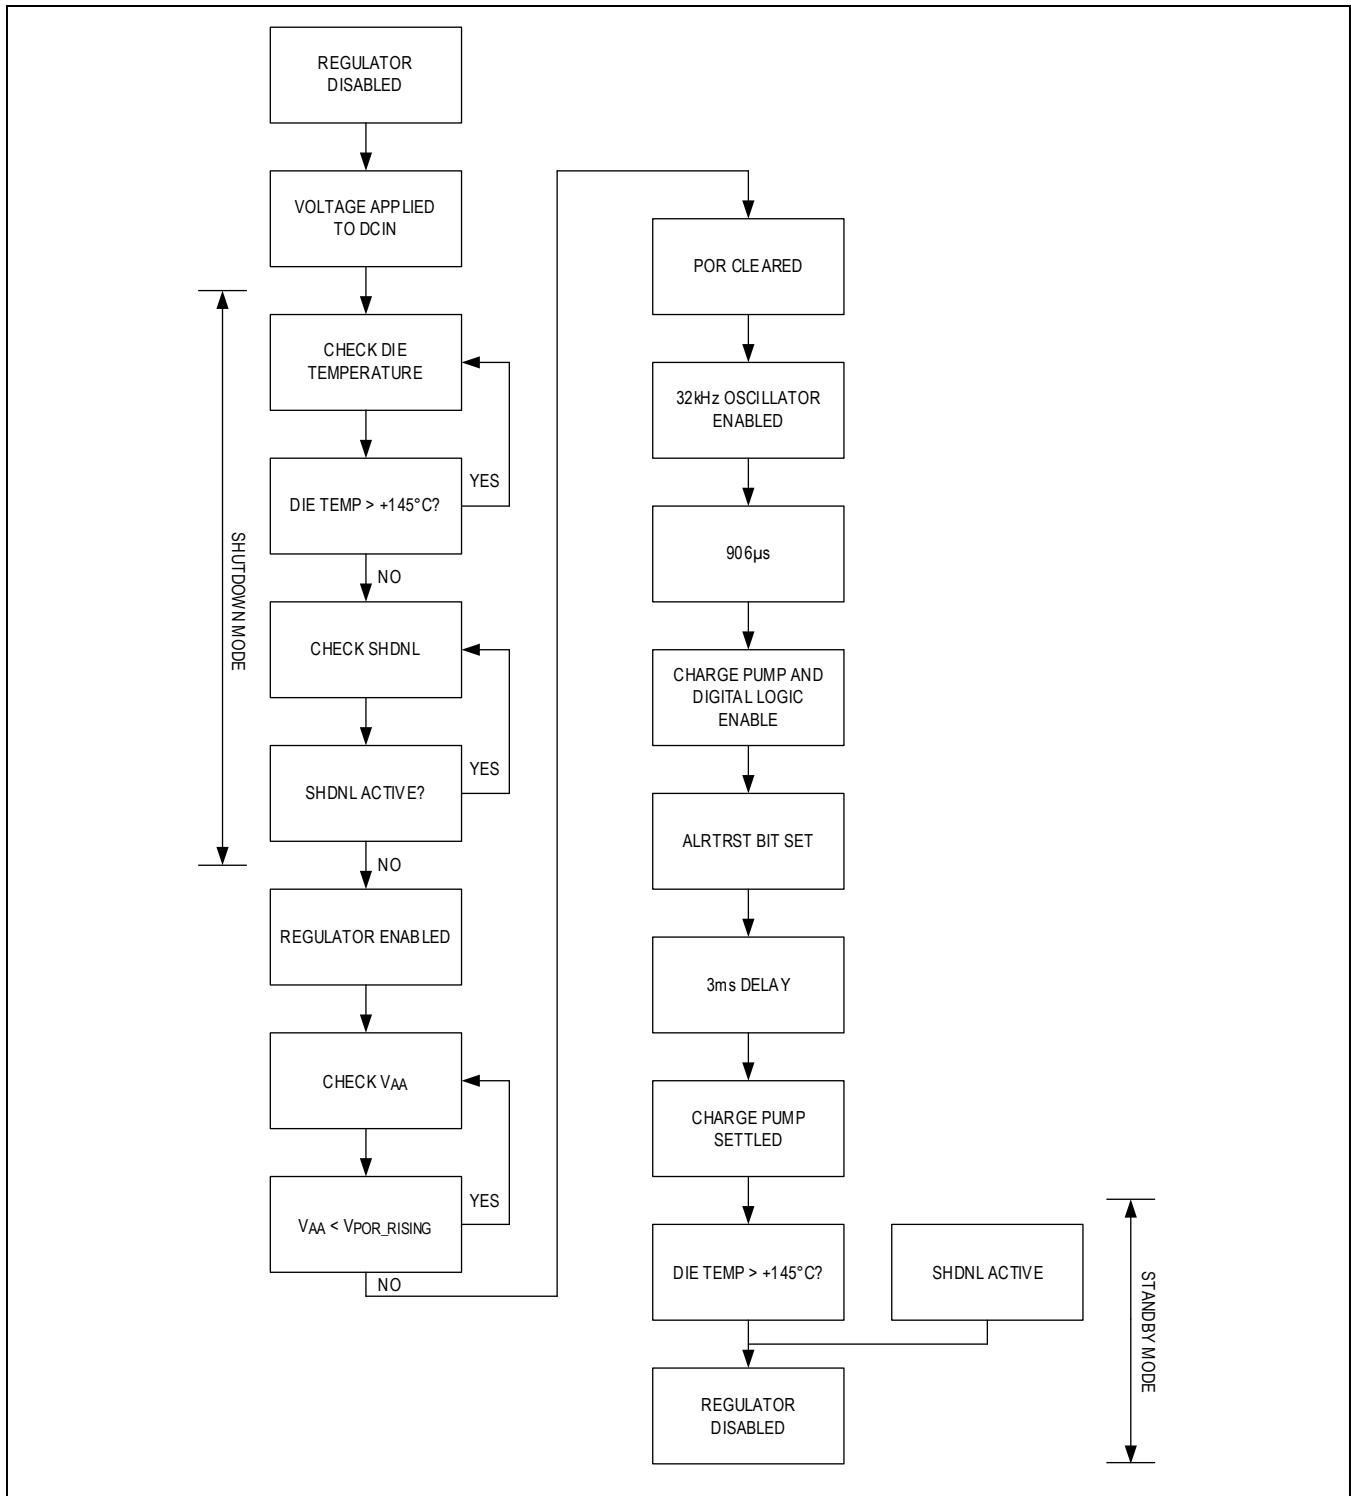 REGULATOR
DISABLED
VOLTAGE APPLIED
TO DCIN
CHECK DIE
TEMPERATURE
DIE TEMP > +145°C?
YES
NO
CHECK SHDNL
SHDNL ACTIVE?
YES
NO
REGULATOR ENABLED
CHECK VAA
VAA < VPOR_RISING
YES
NO
SHUTDOWN MODE
POR CLEARED
32kHz OSCILLATOR
ENABLED
906µs
CHARGE PUMP AND
DIGITAL LOGIC
ENABLE
ALRTRST BIT SET
3ms DELAY
CHARGE PUMP
SETTLED
DIE TEMP > +145°C?
SHDNL ACTIVE
REGULATOR
DISABLED
STANDBY MODE